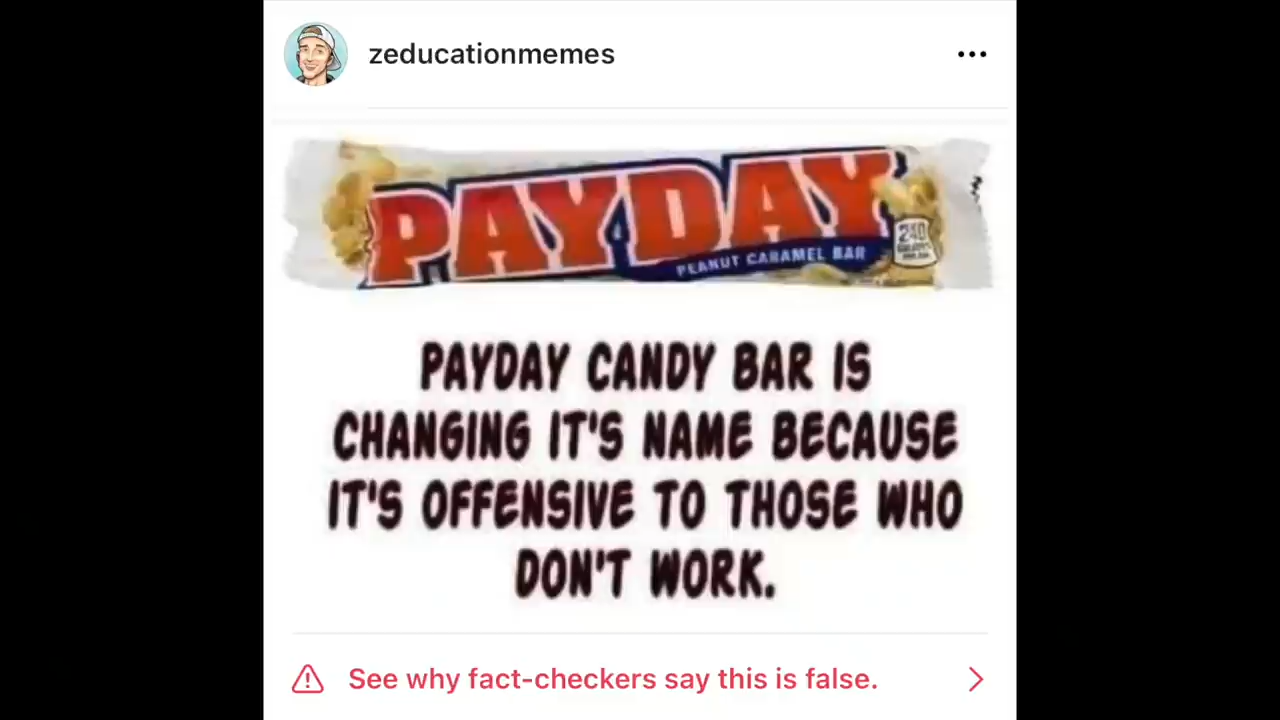 zeducationmemes
PAYDAY
PEANUT CARAMEL BAR
240
PAYDAY CANDY BAR IS
CHANGING IT'S NAME BECAUSE
IT'S OFFENSIVE TO THOSE WHO
DON'T WORK.
See why fact-checkers say this is false.